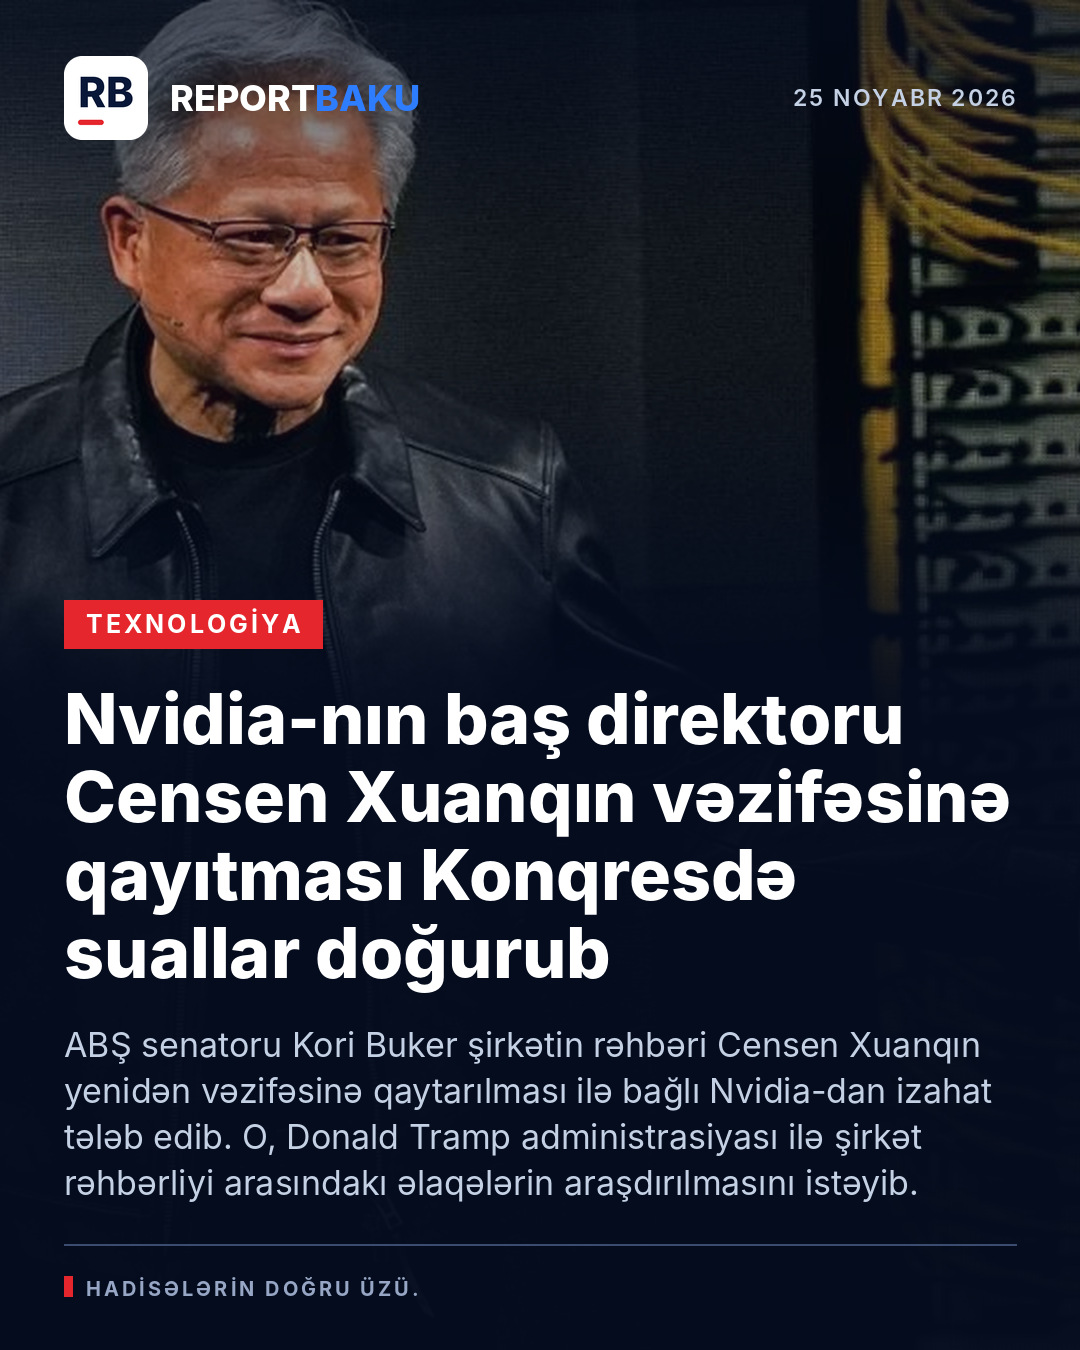 RB
REPORTBAKU
25 NOYABR 2026
TEXNOLOGİYA
Nvidia-nın baş direktoru
Censen Xuanqın vəzifəsinə
qayıtması Konqresdə
suallar doğurub
ABŞ senatoru Kori Buker şirkətin rəhbəri Censen Xuanqın
yenidən vəzifəsinə qaytarılması ilə bağlı Nvidia-dan izahat
tələb edib. O, Donald Tramp administrasiyası ilə şirkət
rəhbərliyi arasındakı əlaqələrin araşdırılmasını istəyib.
HADİSƏLƏRİN DOĞRU ÜZÜ.